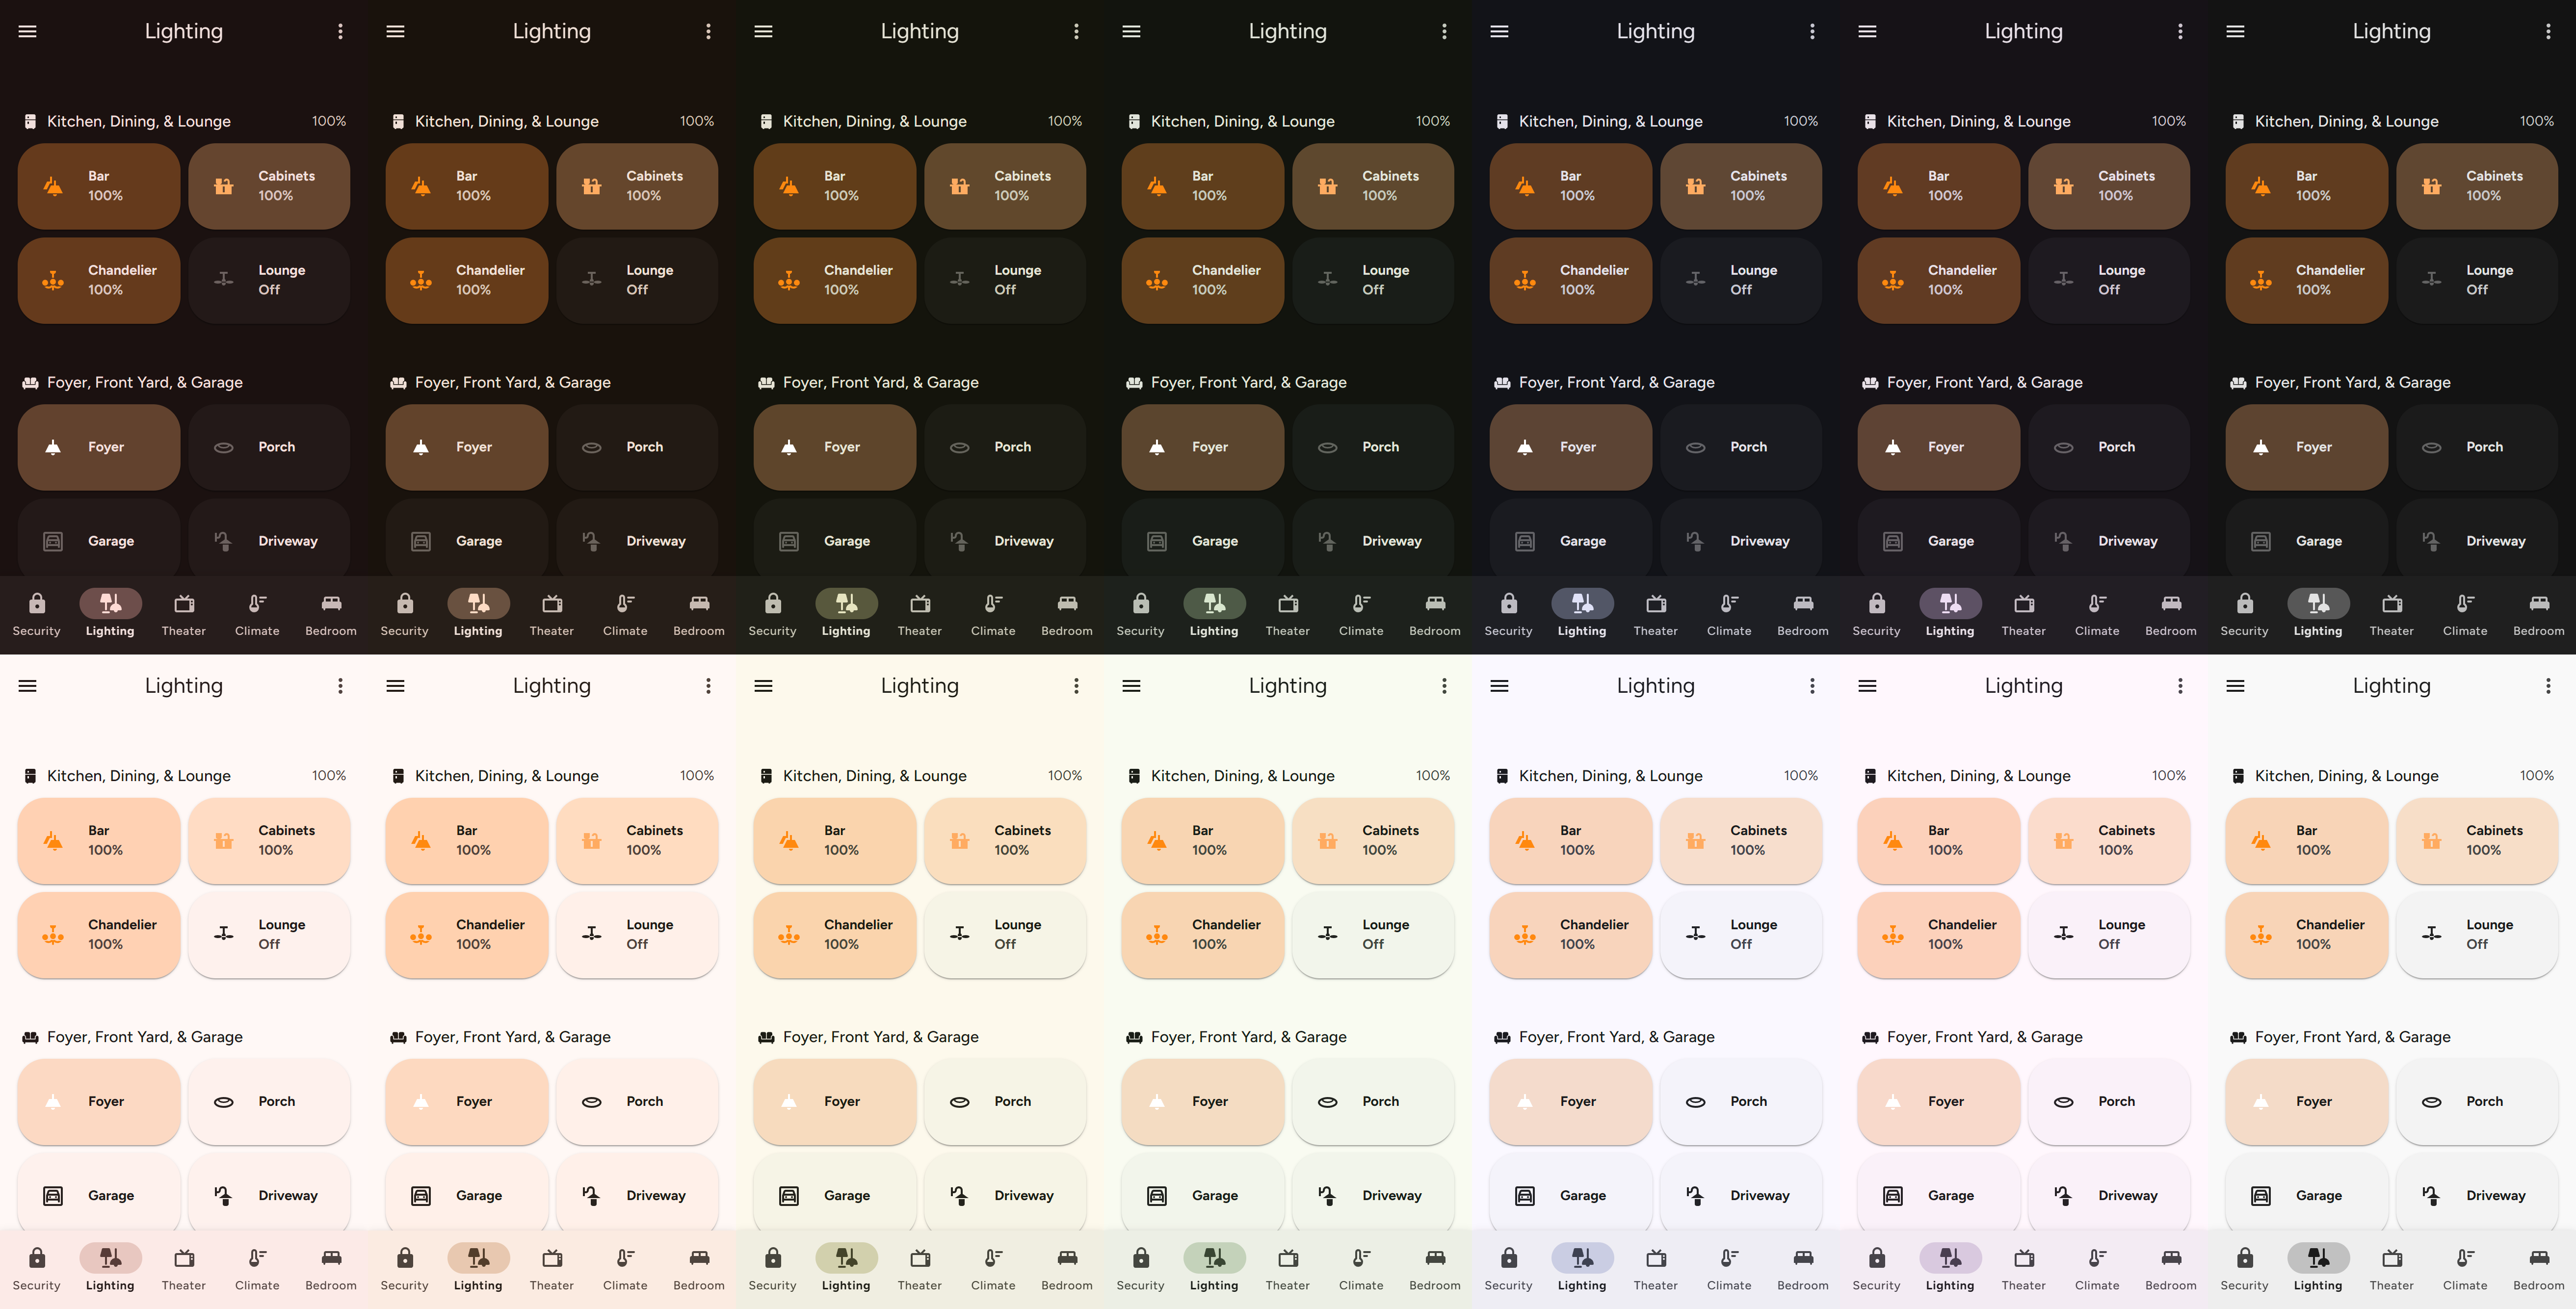 Lighting Lighting Lighting Lighting Lighting Lighting Lighting
Kitchen, Dining, & Lounge 100% Kitchen, Dining, & Lounge 100% Kitchen, Dining, & Lounge 100% Kitchen, Dining, & Lounge 100% Kitchen, Dining, & Lounge 100% Kitchen, Dining, & Lounge 100% Kitchen, Dining, & Lounge 100%
Bar Cabinets Bar Cabinets Bar Cabinets Bar Cabinets Bar Cabinets Bar Cabinets Bar Cabinets
100% 100% 100% 100% 100% 100% 100% 100% 100% 100% 100% 100% 100% 100%
Chandelier Lounge Chandelier Lounge Chandelier Lounge Chandelier Lounge Chandelier Lounge Chandelier Lounge Chandelier Lounge
100% Off 100% Off 100% Off 100% Off 100% Off 100% Off 100% Off
Foyer, Front Yard, & Garage Foyer, Front Yard, & Garage Foyer, Front Yard, & Garage Foyer, Front Yard, & Garage Foyer, Front Yard, & Garage Foyer, Front Yard, & Garage Foyer, Front Yard, & Garage
Foyer Porch Foyer Porch Foyer Porch Foyer Porch Foyer Porch Foyer Porch Foyer Porch
Garage Driveway Garage Driveway Garage Driveway Garage Driveway Garage Driveway Garage Driveway Garage Driveway
Security Lighting Theater Climate Bedroom Security Lighting Theater Climate Bedroom Security Lighting Theater Climate Bedroom Security Lighting Theater Climate Bedroom Security Lighting Theater Climate Bedroom Security Lighting Theater Climate Bedroom Security Lighting Theater Climate Bedroom
Lighting Lighting Lighting Lighting Lighting Lighting Lighting
Kitchen, Dining, & Lounge 100% Kitchen, Dining, & Lounge 100% Kitchen, Dining, & Lounge 100% Kitchen, Dining, & Lounge 100% Kitchen, Dining, & Lounge 100% Kitchen, Dining, & Lounge 100% Kitchen, Dining, & Lounge 100%
Bar Cabinets Bar Cabinets Bar Cabinets Bar Cabinets Bar Cabinets Bar Cabinets Bar Cabinets
100% 100% 100% 100% 100% 100% 100% 100% 100% 100% 100% 100% 100% 100%
Chandelier Lounge Chandelier Lounge Chandelier Lounge Chandelier Lounge Chandelier Lounge Chandelier Lounge Chandelier Lounge
100% Off 100% Off 100% Off 100% Off 100% Off 100% Off 100% Off
Foyer, Front Yard, & Garage Foyer, Front Yard, & Garage Foyer, Front Yard, & Garage Foyer, Front Yard, & Garage Foyer, Front Yard, & Garage Foyer, Front Yard, & Garage Foyer, Front Yard, & Garage
Foyer Porch Foyer Porch Foyer Porch Foyer Porch Foyer Porch Foyer Porch Foyer Porch
Garage Driveway Garage Driveway Garage Driveway Garage Driveway Garage Driveway Garage Driveway Garage Driveway
Security Lighting Theater Climate Bedroom Security Lighting Theater Climate Bedroom Security Lighting Theater Climate Bedroom Security Lighting Theater Climate Bedroom Security Lighting Theater Climate Bedroom Security Lighting Theater Climate Bedroom Security Lighting Theater Climate Bedroom